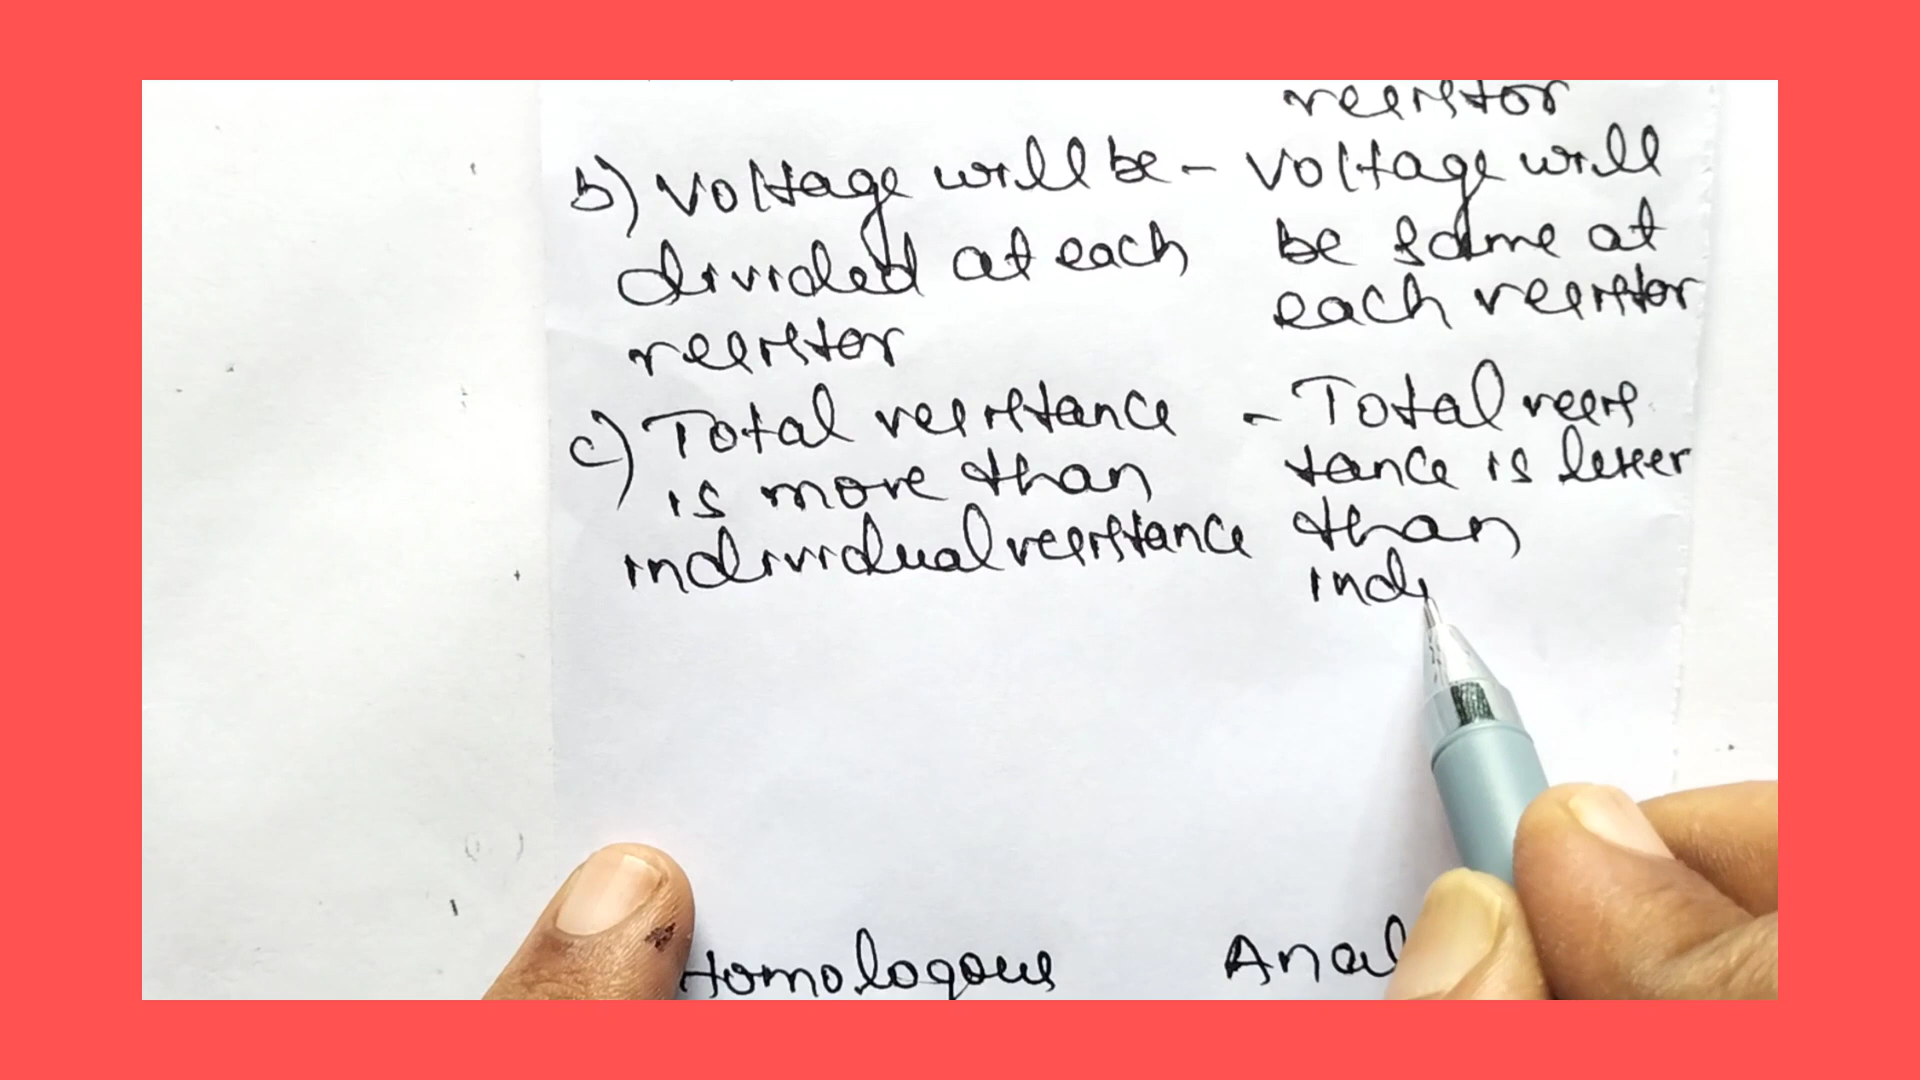 resistor
b) Voltage will be - Voltage will
divided at each be same at
resistor each resistor
c) Total resistance - Total resis
is more than tance is lesser
individual resistance than
indi
Homologous Anal